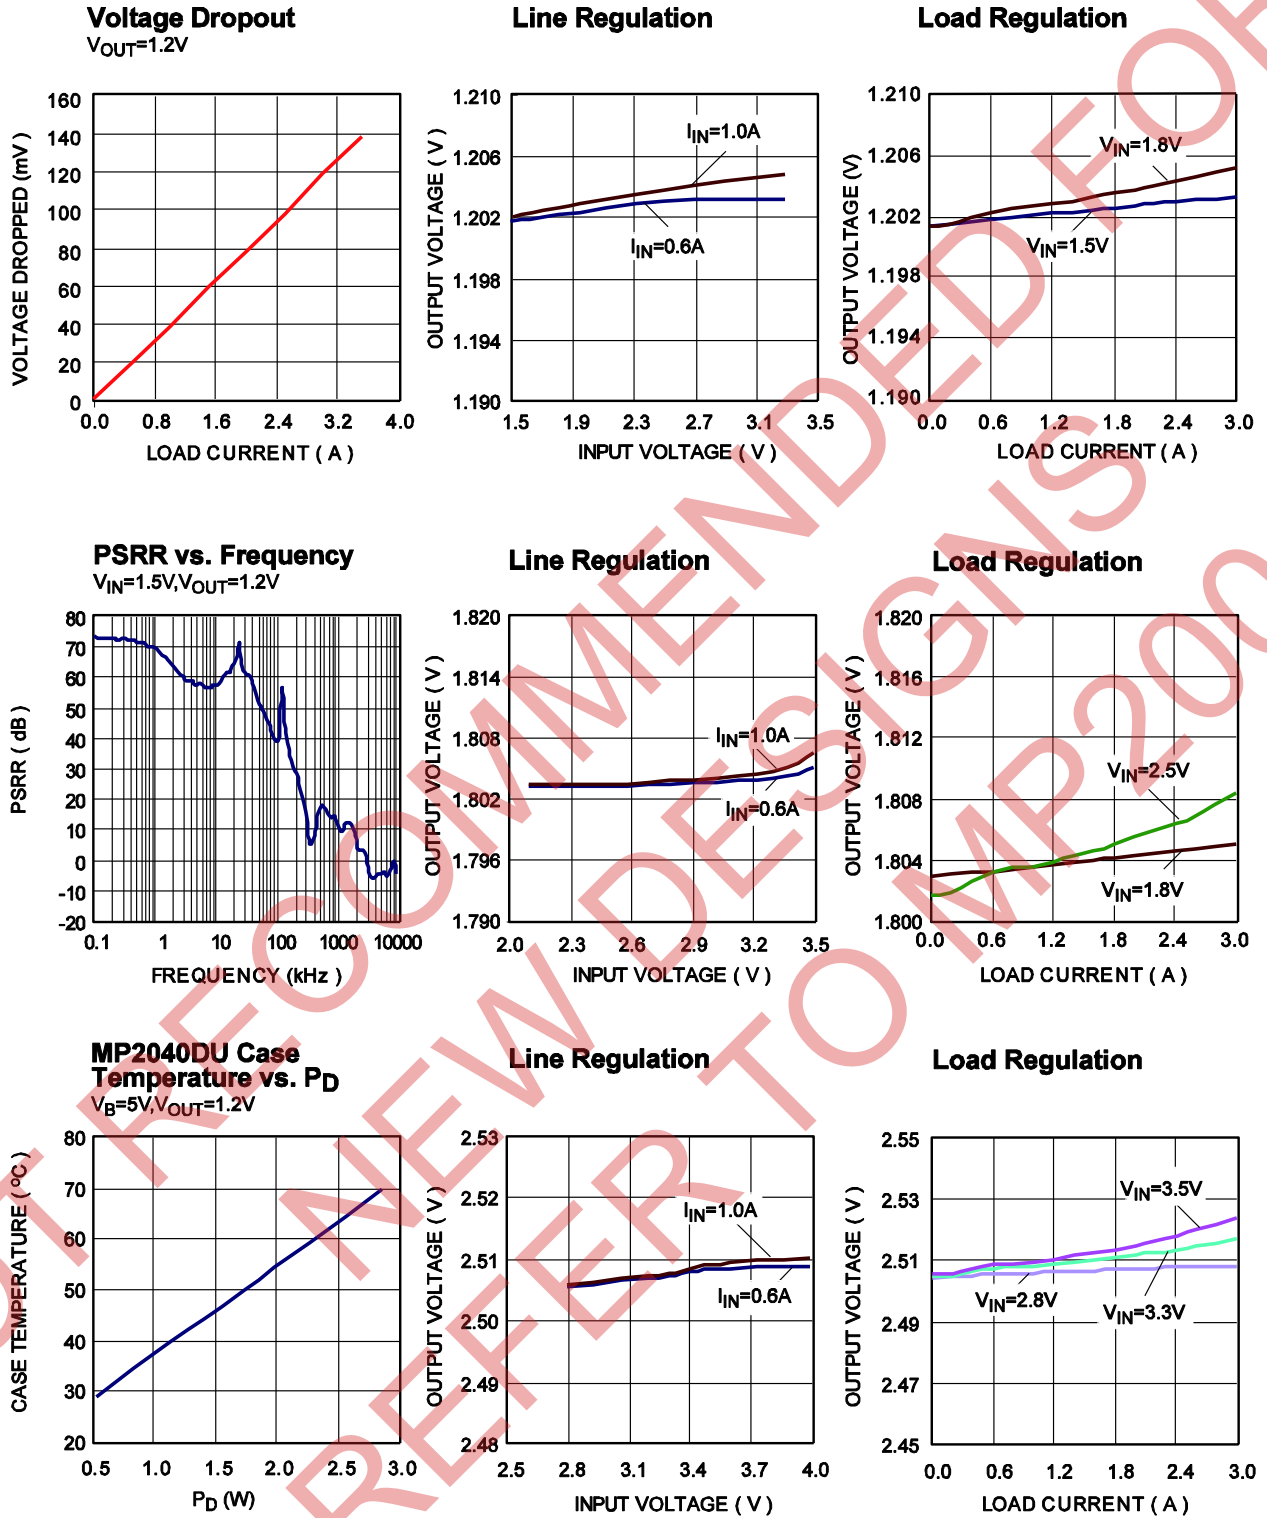 Voltage Dropout
VOUT=1.2V
160
140
120
100
80
60
40
20
0
0.0 0.8 1.6 2.4 3.2 4.0
VOLTAGE DROPPED (mV)
LOAD CURRENT ( A )
Line Regulation
1.210
1.206
1.202
1.198
1.194
1.190
1.5 1.9 2.3 2.7 3.1 3.5
OUTPUT VOLTAGE ( V )
INPUT VOLTAGE ( V )
IIN=1.0A
IIN=0.6A
Load Regulation
1.210
1.206
1.202
1.198
1.194
1.190
0.0 0.6 1.2 1.8 2.4 3.0
OUTPUT VOLTAGE (V)
LOAD CURRENT ( A )
VIN=1.8V
VIN=1.5V
PSRR vs. Frequency
VIN=1.5V,VOUT=1.2V
80
70
60
50
40
30
20
10
0
-10
-20
0.1 1 10 100 1000 10000
PSRR ( dB )
FREQUENCY (kHz )
Line Regulation
1.820
1.814
1.808
1.802
1.796
1.790
2.0 2.3 2.6 2.9 3.2 3.5
OUTPUT VOLTAGE ( V )
INPUT VOLTAGE ( V )
IIN=1.0A
IIN=0.6A
Load Regulation
1.820
1.816
1.812
1.808
1.804
1.800
0.0 0.6 1.2 1.8 2.4 3.0
OUTPUT VOLTAGE ( V )
LOAD CURRENT ( A )
VIN=2.5V
VIN=1.8V
MP2040DU Case
Temperature vs. PD
VB=5V,VOUT=1.2V
80
70
60
50
40
30
20
0.5 1.0 1.5 2.0 2.5 3.0
CASE TEMPERATURE ( ºC )
PD (W)
Line Regulation
2.53
2.52
2.51
2.50
2.49
2.48
2.5 2.8 3.1 3.4 3.7 4.0
OUTPUT VOLTAGE ( V )
INPUT VOLTAGE ( V )
IIN=1.0A
IIN=0.6A
Load Regulation
2.55
2.53
2.51
2.49
2.47
2.45
0.0 0.6 1.2 1.8 2.4 3.0
OUTPUT VOLTAGE ( V )
LOAD CURRENT ( A )
VIN=3.5V
VIN=2.8V
VIN=3.3V
OT RECOMMENDED FOR
NEW DESIGNS
REFER TO MP200